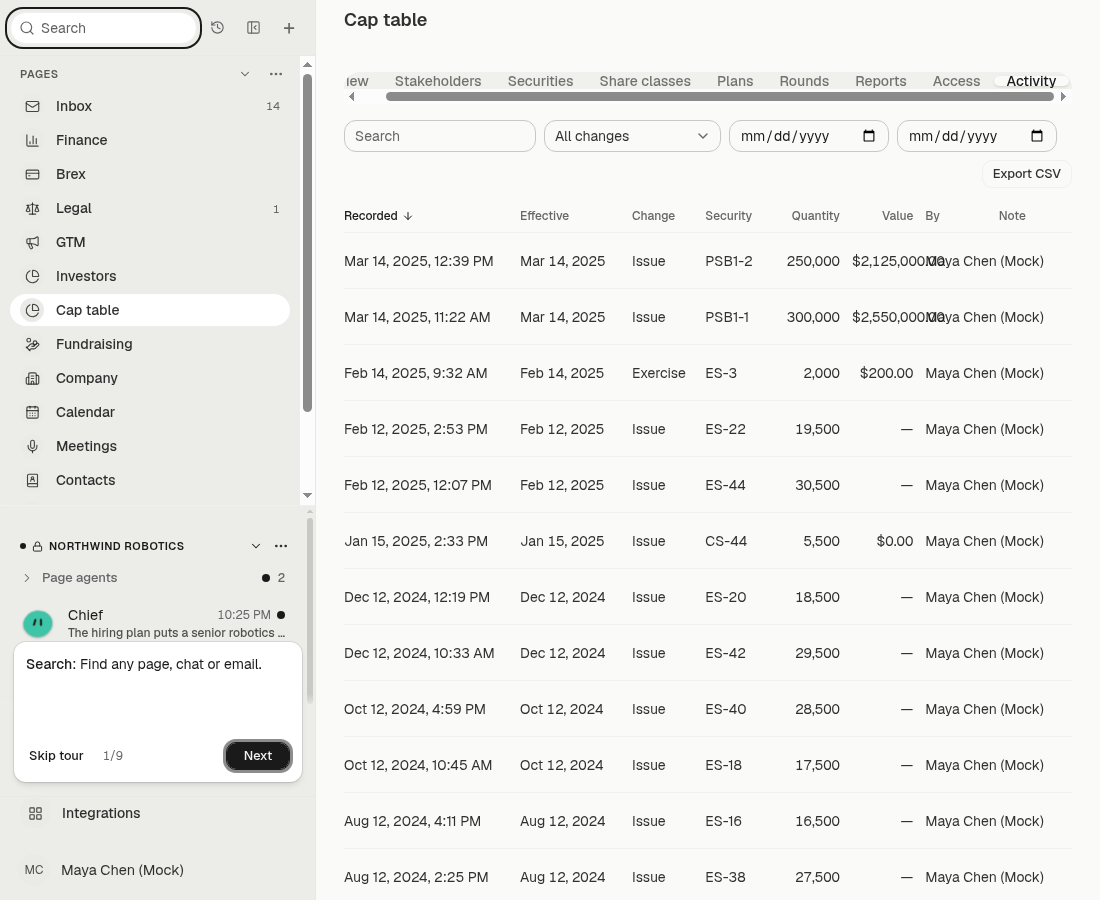 Search
PAGES
Inbox 14
Finance
Brex
Legal 1
GTM
Investors
Cap table
Fundraising
Company
Calendar
Meetings
Contacts
NORTHWIND ROBOTICS
Page agents 2
Chief 10:25 PM
The hiring plan puts a senior robotics ...
Search: Find any page, chat or email.
Skip tour 1/9 Next
Integrations
MC Maya Chen (Mock)
Cap table
iew Stakeholders Securities Share classes Plans Rounds Reports Access Activity
Search All changes mm/dd/yyyy mm/dd/yyyy
Export CSV
Recorded Effective Change Security Quantity Value By Note
Mar 14, 2025, 12:39 PM Mar 14, 2025 Issue PSB1-2 250,000 $2,125,000.00 Maya Chen (Mock)
Mar 14, 2025, 11:22 AM Mar 14, 2025 Issue PSB1-1 300,000 $2,550,000.00 Maya Chen (Mock)
Feb 14, 2025, 9:32 AM Feb 14, 2025 Exercise ES-3 2,000 $200.00 Maya Chen (Mock)
Feb 12, 2025, 2:53 PM Feb 12, 2025 Issue ES-22 19,500 — Maya Chen (Mock)
Feb 12, 2025, 12:07 PM Feb 12, 2025 Issue ES-44 30,500 — Maya Chen (Mock)
Jan 15, 2025, 2:33 PM Jan 15, 2025 Issue CS-44 5,500 $0.00 Maya Chen (Mock)
Dec 12, 2024, 12:19 PM Dec 12, 2024 Issue ES-20 18,500 — Maya Chen (Mock)
Dec 12, 2024, 10:33 AM Dec 12, 2024 Issue ES-42 29,500 — Maya Chen (Mock)
Oct 12, 2024, 4:59 PM Oct 12, 2024 Issue ES-40 28,500 — Maya Chen (Mock)
Oct 12, 2024, 10:45 AM Oct 12, 2024 Issue ES-18 17,500 — Maya Chen (Mock)
Aug 12, 2024, 4:11 PM Aug 12, 2024 Issue ES-16 16,500 — Maya Chen (Mock)
Aug 12, 2024, 2:25 PM Aug 12, 2024 Issue ES-38 27,500 — Maya Chen (Mock)